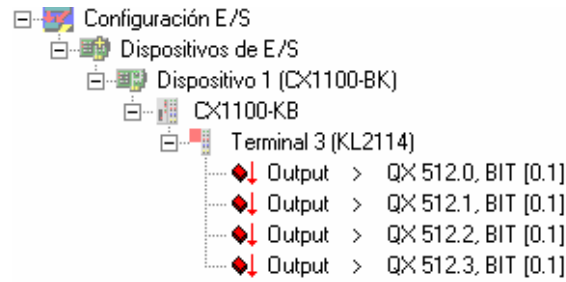 Configuración E/S
Dispositivos de E/S
Dispositivo 1 (CX1100-BK)
CX1100-KB
Terminal 3 (KL2114)
Output > QX 512.0, BIT [0.1]
Output > QX 512.1, BIT [0.1]
Output > QX 512.2, BIT [0.1]
Output > QX 512.3, BIT [0.1]